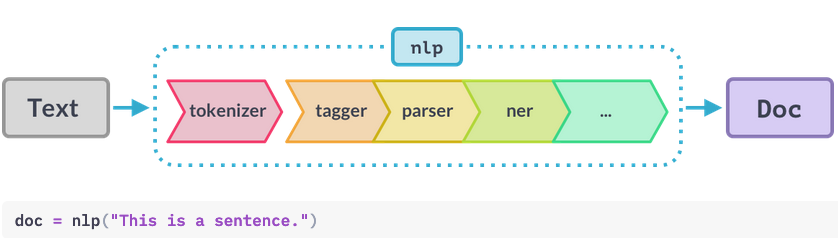 nlp
Text tokenizer tagger parser ner ... Doc
doc = nlp("This is a sentence.")